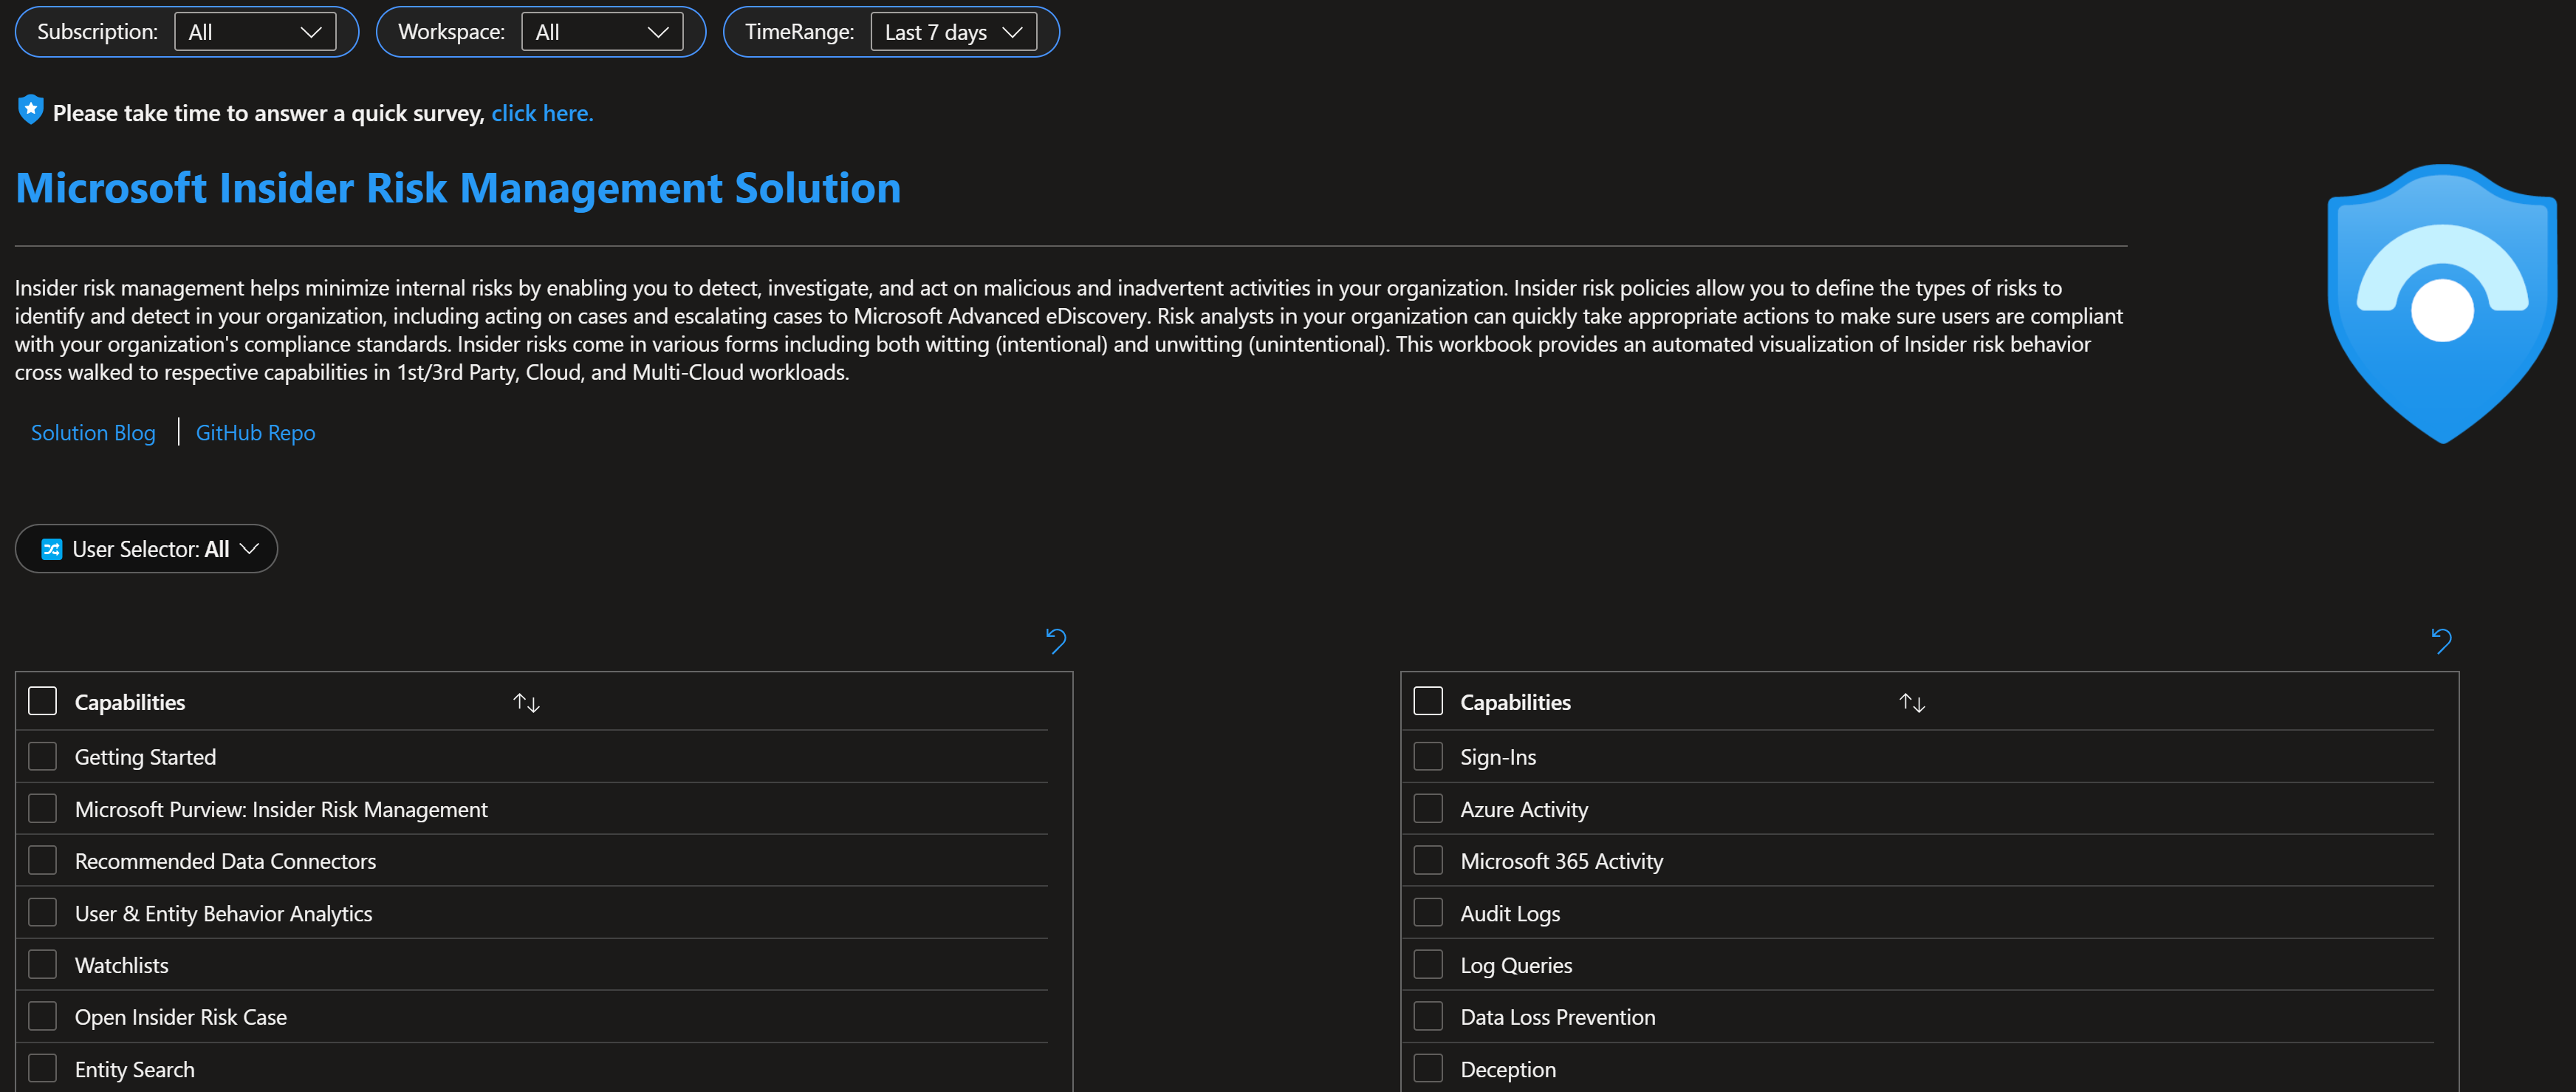 Subscription: All Workspace: All TimeRange: Last 7 days
Please take time to answer a quick survey, click here.
Microsoft Insider Risk Management Solution
Insider risk management helps minimize internal risks by enabling you to detect, investigate, and act on malicious and inadvertent activities in your organization. Insider risk policies allow you to define the types of risks to
identify and detect in your organization, including acting on cases and escalating cases to Microsoft Advanced eDiscovery. Risk analysts in your organization can quickly take appropriate actions to make sure users are compliant
with your organization's compliance standards. Insider risks come in various forms including both witting (intentional) and unwitting (unintentional). This workbook provides an automated visualization of Insider risk behavior
cross walked to respective capabilities in 1st/3rd Party, Cloud, and Multi-Cloud workloads.
Solution Blog | GitHub Repo
User Selector: All
Capabilities
Getting Started
Microsoft Purview: Insider Risk Management
Recommended Data Connectors
User & Entity Behavior Analytics
Watchlists
Open Insider Risk Case
Entity Search
Capabilities
Sign-Ins
Azure Activity
Microsoft 365 Activity
Audit Logs
Log Queries
Data Loss Prevention
Deception